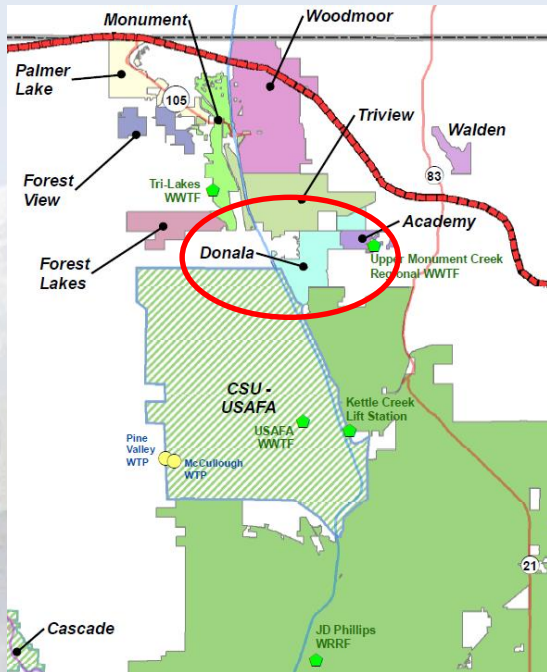 Monument
Woodmoor
Palmer
Lake
105
Triview
Walden
Forest
View
Tri-Lakes
WWTF
83
Academy
Forest
Lakes
Donala
Upper Monument Creek
Regional WWTF
CSU -
USAFA
Kettle Creek
Lift Station
USAFA
WWTF
Pine
Valley
WTP
McCullough
WTP
21
Cascade
JD Phillips
WRRF